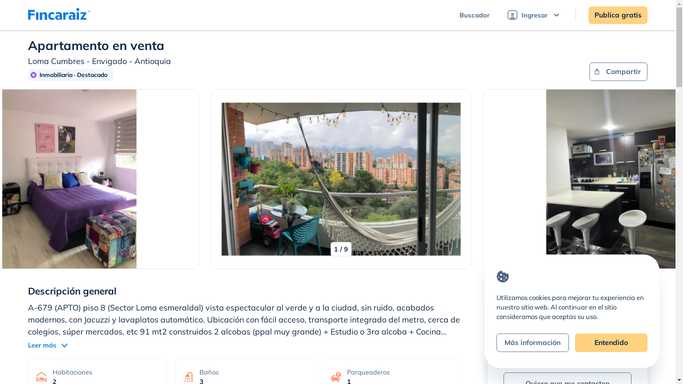 Fincaraiz
Buscador
Ingresar
Publica gratis
Apartamento en venta
Loma Cumbres - Envigado - Antioquia
Inmobiliaria · Destacado
Compartir
1 / 9
Descripción general
A-679 (APTO) piso 8 (Sector Loma esmeraldal) vista espectacular al verde y a la ciudad, sin ruido, acabados
modernos, con Jacuzzi y lavaplatos automático. Ubicación con fácil acceso, transporte integrado del metro, cerca de
colegios, súper mercados, etc 91 mt2 construidos 2 alcobas (ppal muy grande) + Estudio o 3ra alcoba + Cocina...
Leer más
Habitaciones
2
Baños
3
Parqueaderos
1
Utilizamos cookies para mejorar tu experiencia en
nuestro sitio web. Al continuar en el sitio
consideramos que aceptas su uso.
Más información
Entendido
Quiero que me contacten